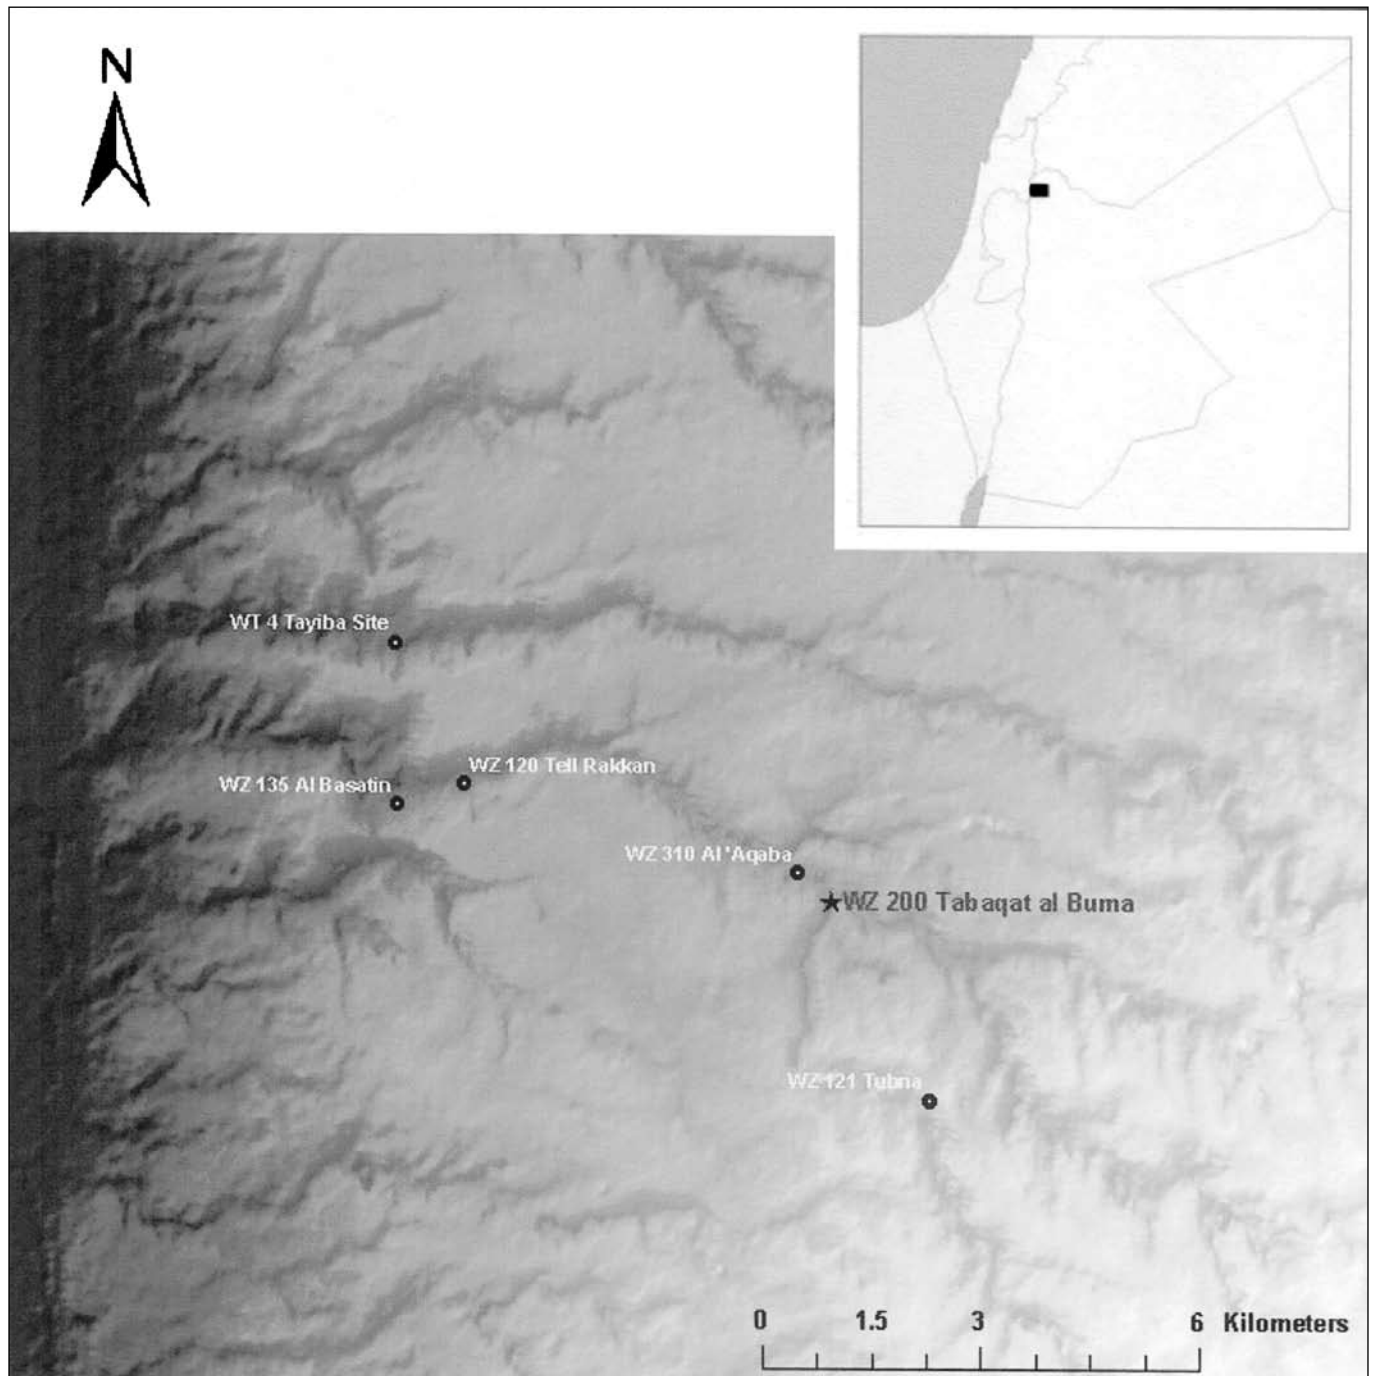 N
WT 4 Tayiba Site
WZ 120 Tell Rakkan
WZ 135 Al Basatin
WZ 310 Al 'Aqaba
WZ 200 Tabaqat al Buma
WZ 121 Tubna
0 1.5 3 6 Kilometers